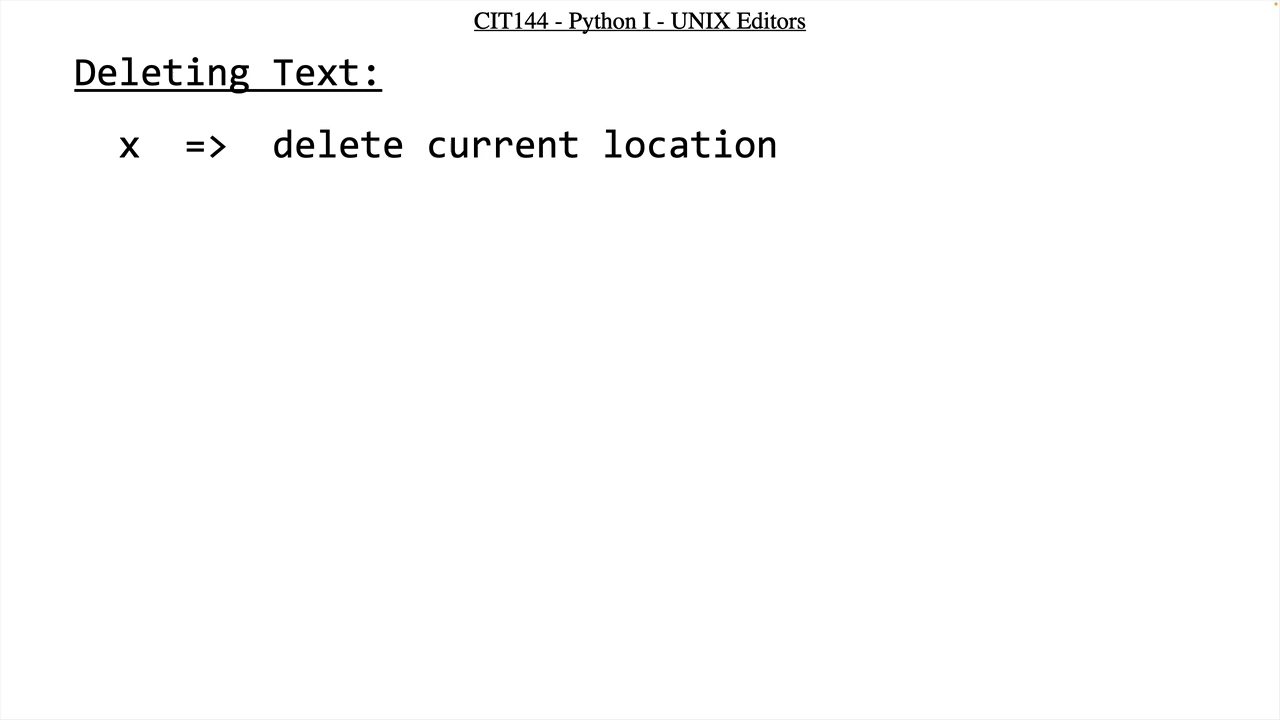 CIT144 - Python I - UNIX Editors
Deleting Text:
x => delete current location